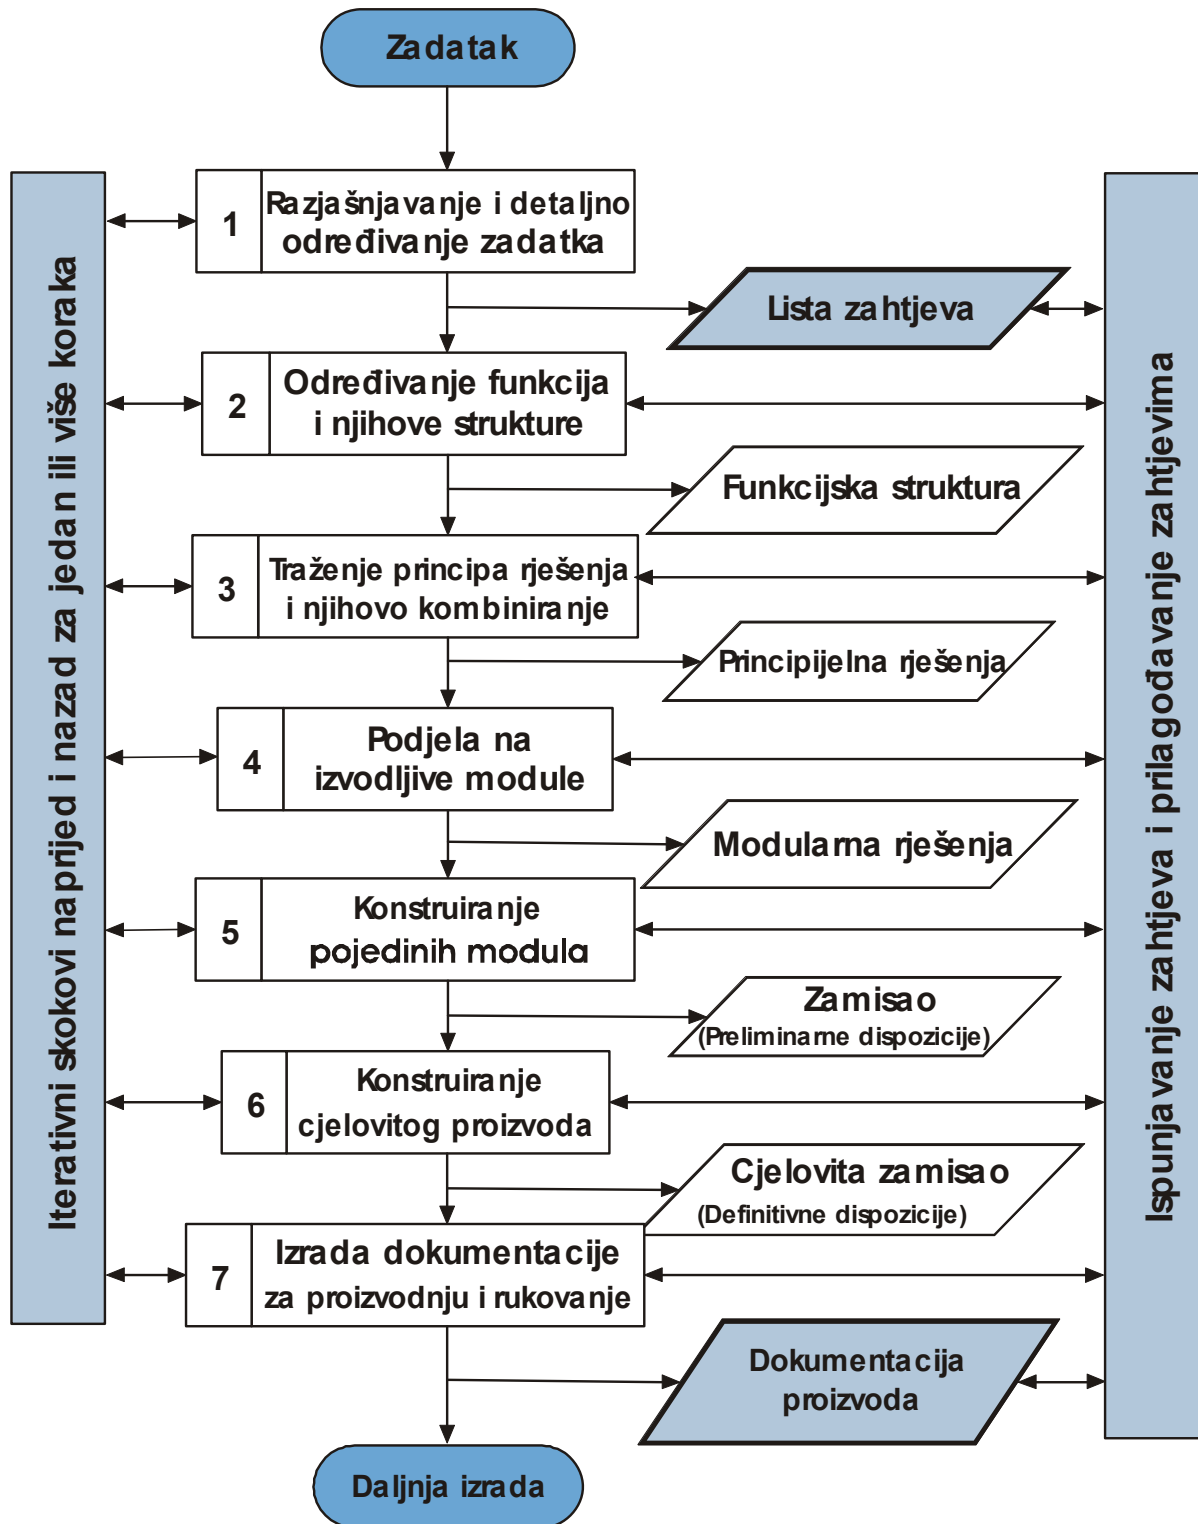 Zadatak
1
Razjašnjavanje i detaljno
određivanje zadatka
Lista zahtjeva
2
Određivanje funkcija
i njihove strukture
Funkcijska struktura
3
Traženje principa rješenja
i njihovo kombiniranje
Principijelna rješenja
4
Podjela na
izvodljive module
Modularna rješenja
5
Konstruiranje
pojedinih modula
Zamisao
(Preliminarne dispozicije)
6
Konstruiranje
cjelovitog proizvoda
Cjelovita zamisao
(Definitivne dispozicije)
7
Izrada dokumentacije
za proizvodnju i rukovanje
Dokumentacija
proizvoda
Daljnja izrada
Iterativni skokovi naprijed i nazad za jedan ili više koraka
Ispunjavanje zahtjeva i prilagođavanje zahtjevima